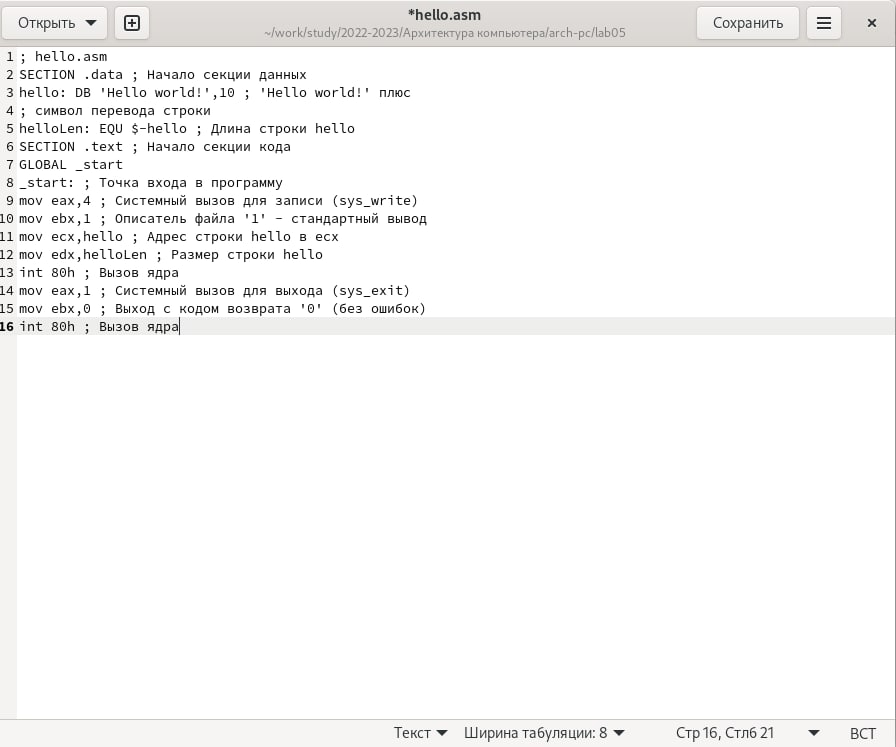 Открыть
*hello.asm
~/work/study/2022-2023/Архитектура компьютера/arch-pc/lab05
Сохранить
1 ; hello.asm
2 SECTION .data ; Начало секции данных
3 hello: DB 'Hello world!',10 ; 'Hello world!' плюс
4 ; символ перевода строки
5 helloLen: EQU $-hello ; Длина строки hello
6 SECTION .text ; Начало секции кода
7 GLOBAL _start
8 _start: ; Точка входа в программу
9 mov eax,4 ; Системный вызов для записи (sys_write)
10 mov ebx,1 ; Описатель файла '1' - стандартный вывод
11 mov ecx,hello ; Адрес строки hello в ecx
12 mov edx,helloLen ; Размер строки hello
13 int 80h ; Вызов ядра
14 mov eax,1 ; Системный вызов для выхода (sys_exit)
15 mov ebx,0 ; Выход с кодом возврата '0' (без ошибок)
16 int 80h ; Вызов ядра
Текст Ширина табуляции: 8 Стр 16, Стлб 21 ВСТ